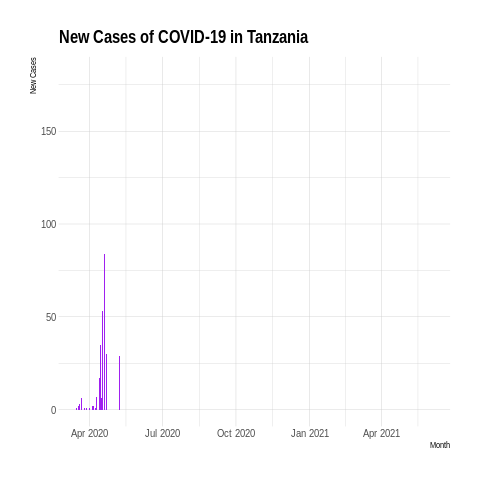 New Cases of COVID-19 in Tanzania
New Cases
150
100
50
0
Apr 2020 Jul 2020 Oct 2020 Jan 2021 Apr 2021
Month